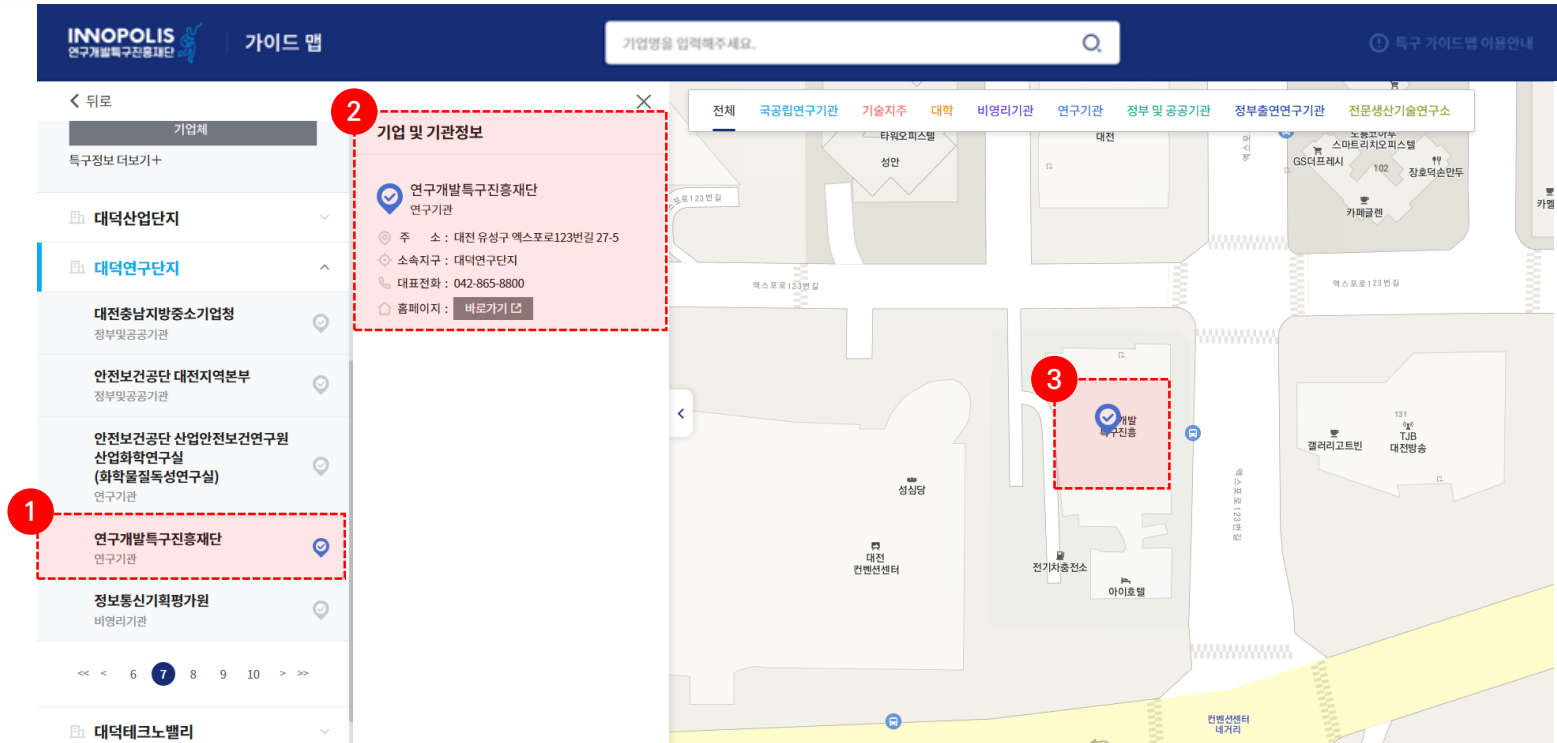 INNOPOLIS
연구개발특구진흥재단
가이드 맵
기업명을 입력해주세요.
특구 가이드맵 이용안내
뒤로
기업체
특구정보 더보기+
대덕산업단지
대덕연구단지
대전충남지방중소기업청
정부및공공기관
안전보건공단 대전지역본부
정부및공공기관
안전보건공단 산업안전보건연구원
산업화학연구실
(화학물질독성연구실)
연구기관
1
연구개발특구진흥재단
연구기관
정보통신기획평가원
비영리기관
<< < 6 7 8 9 10 > >>
대덕테크노밸리
2
기업 및 기관정보
연구개발특구진흥재단
연구기관
주 소 : 대전 유성구 엑스포로123번길 27-5
소속지구 : 대덕연구단지
대표전화 : 042-865-8800
홈페이지 : 바로가기
전체 국공립연구기관 기술지주 대학 비영리기관 연구기관 정부 및 공공기관 정부출연연구기관 전문생산기술연구소
타워오피스텔
성안
대전
스마트리치오피스텔
GS더프레시
102
장호덕손만두
카페글렌
엑스포로123번길
엑스포로123번길
3
개발
특구진흥
131
TJB
대전방송
갤러리고트빈
성심당
엑스포로123번길
대전
컨벤션센터
전기차충전소
아이호텔
컨벤션센터
네거리